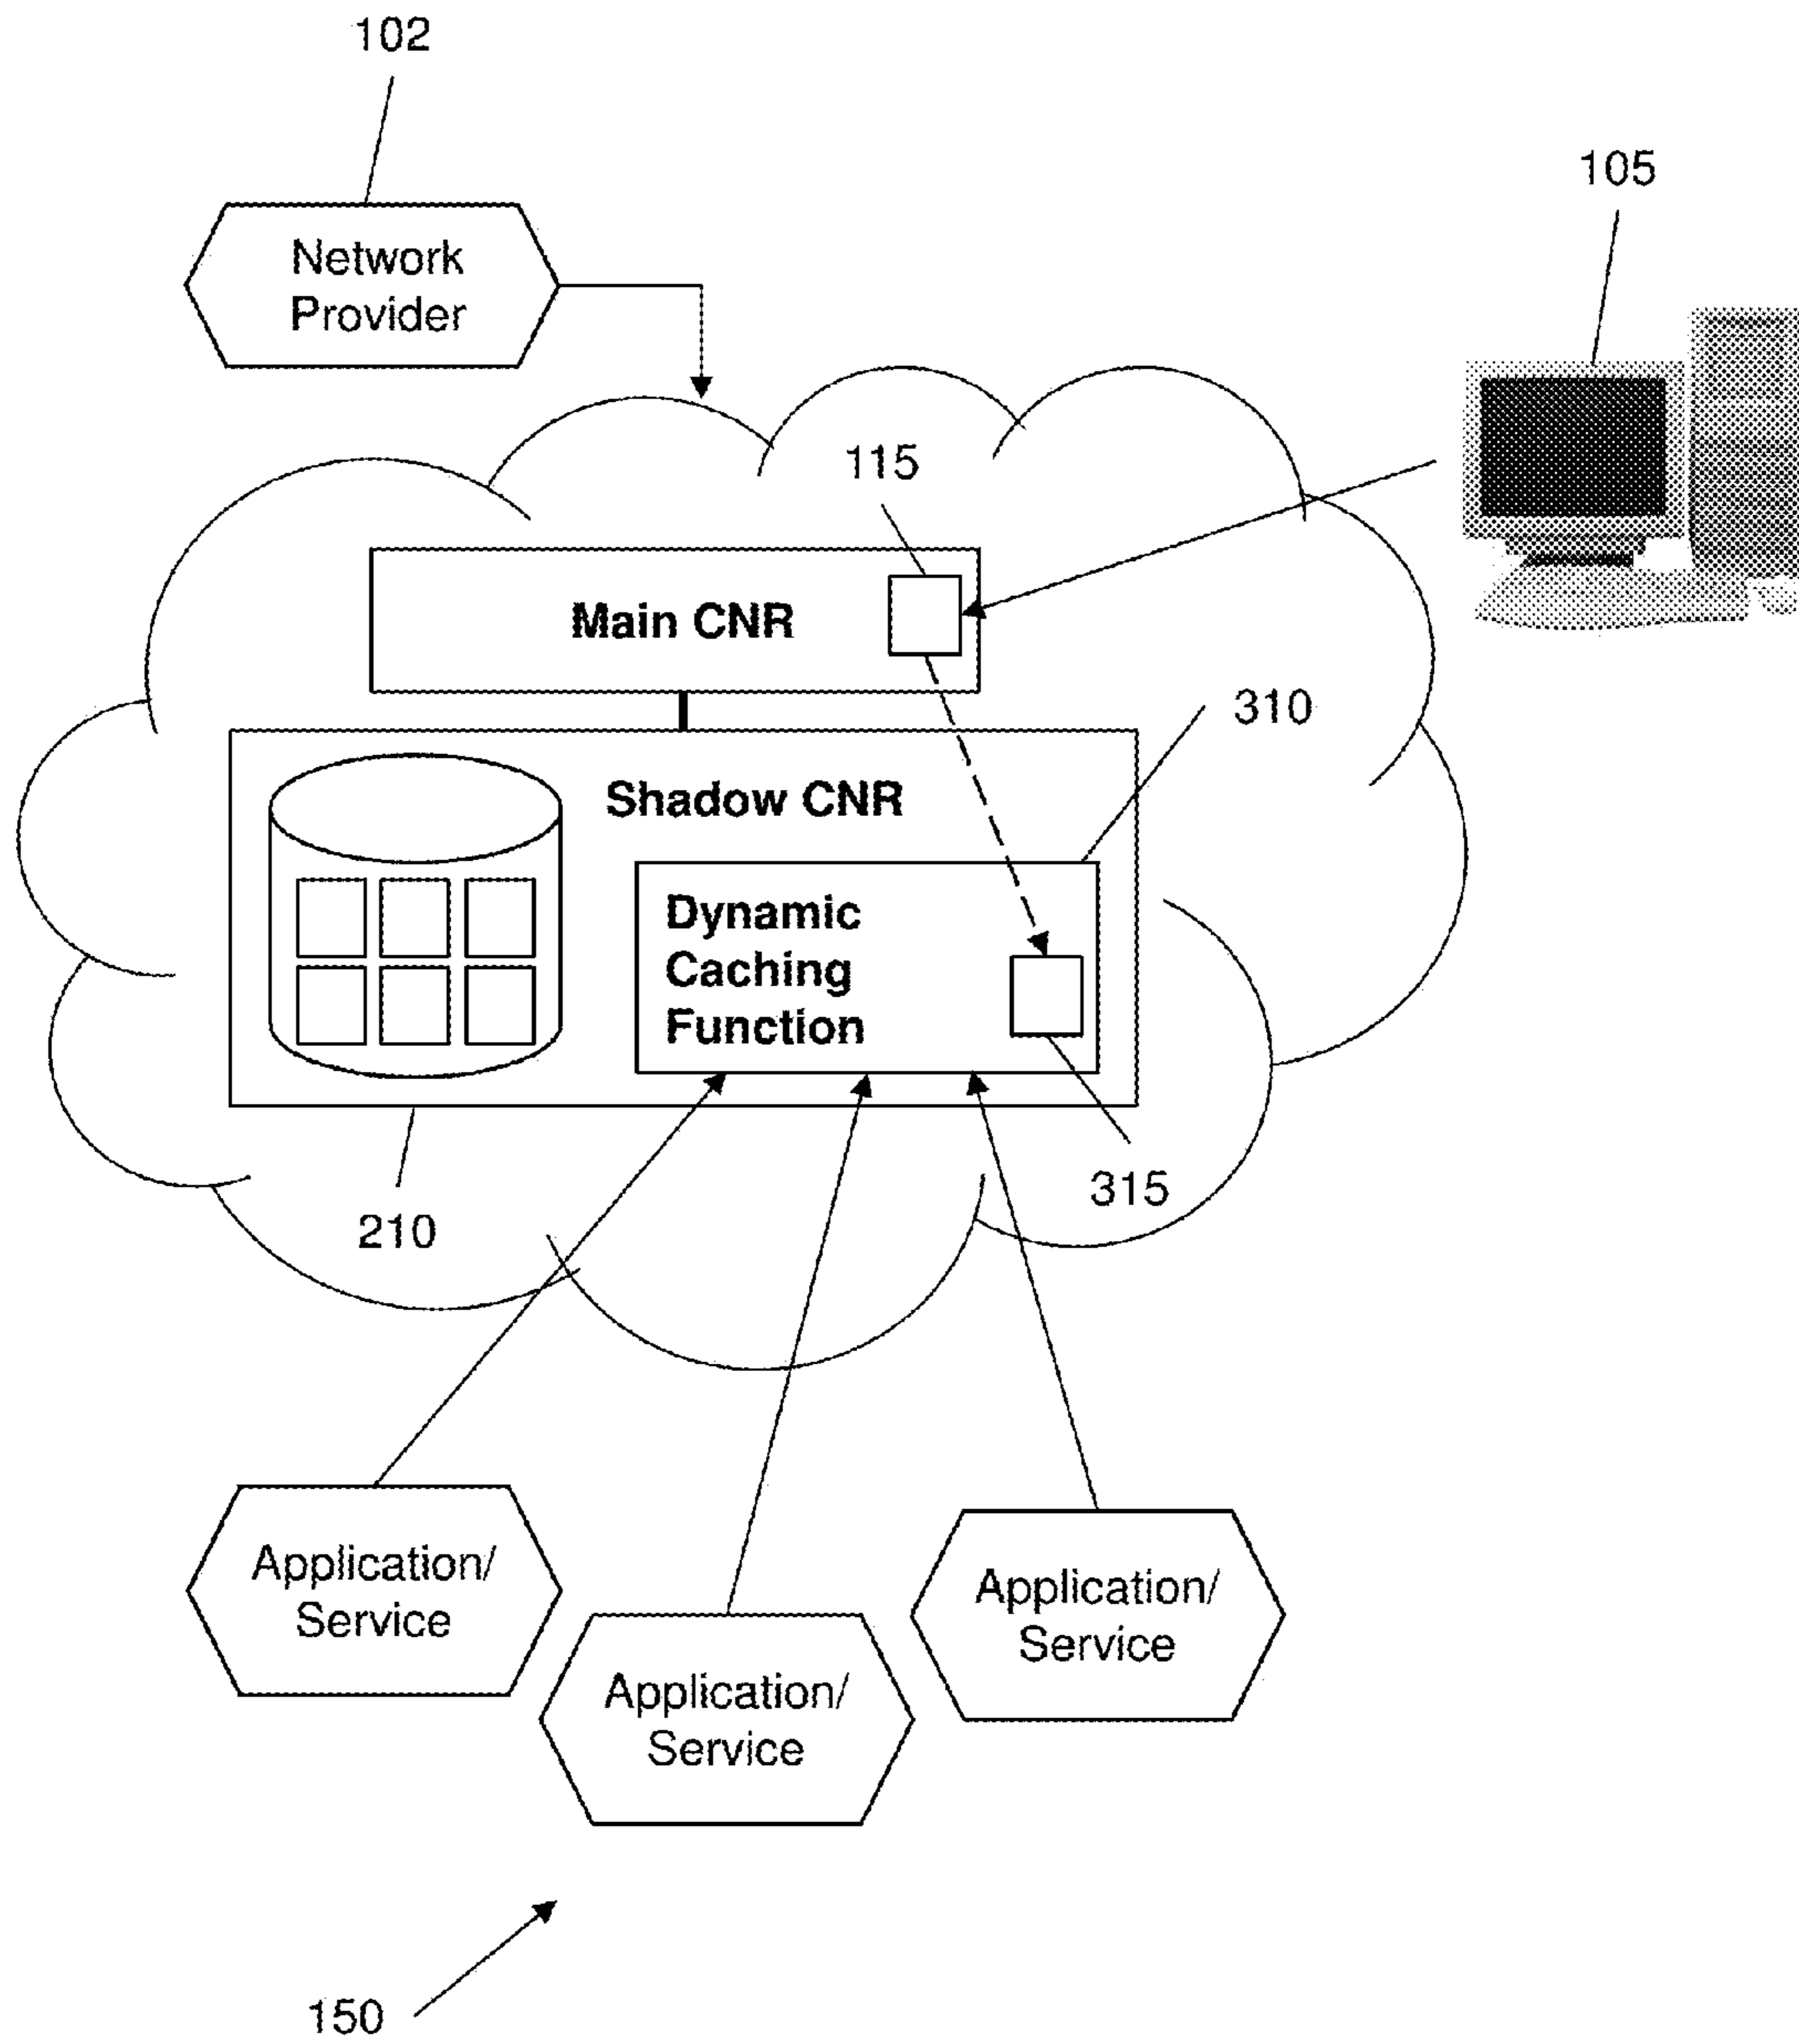 102
105
Network
Provider
115
Main CNR
310
Shadow CNR
Dynamic
Caching
Function
315
210
Application/
Service
Application/
Service
Application/
Service
150